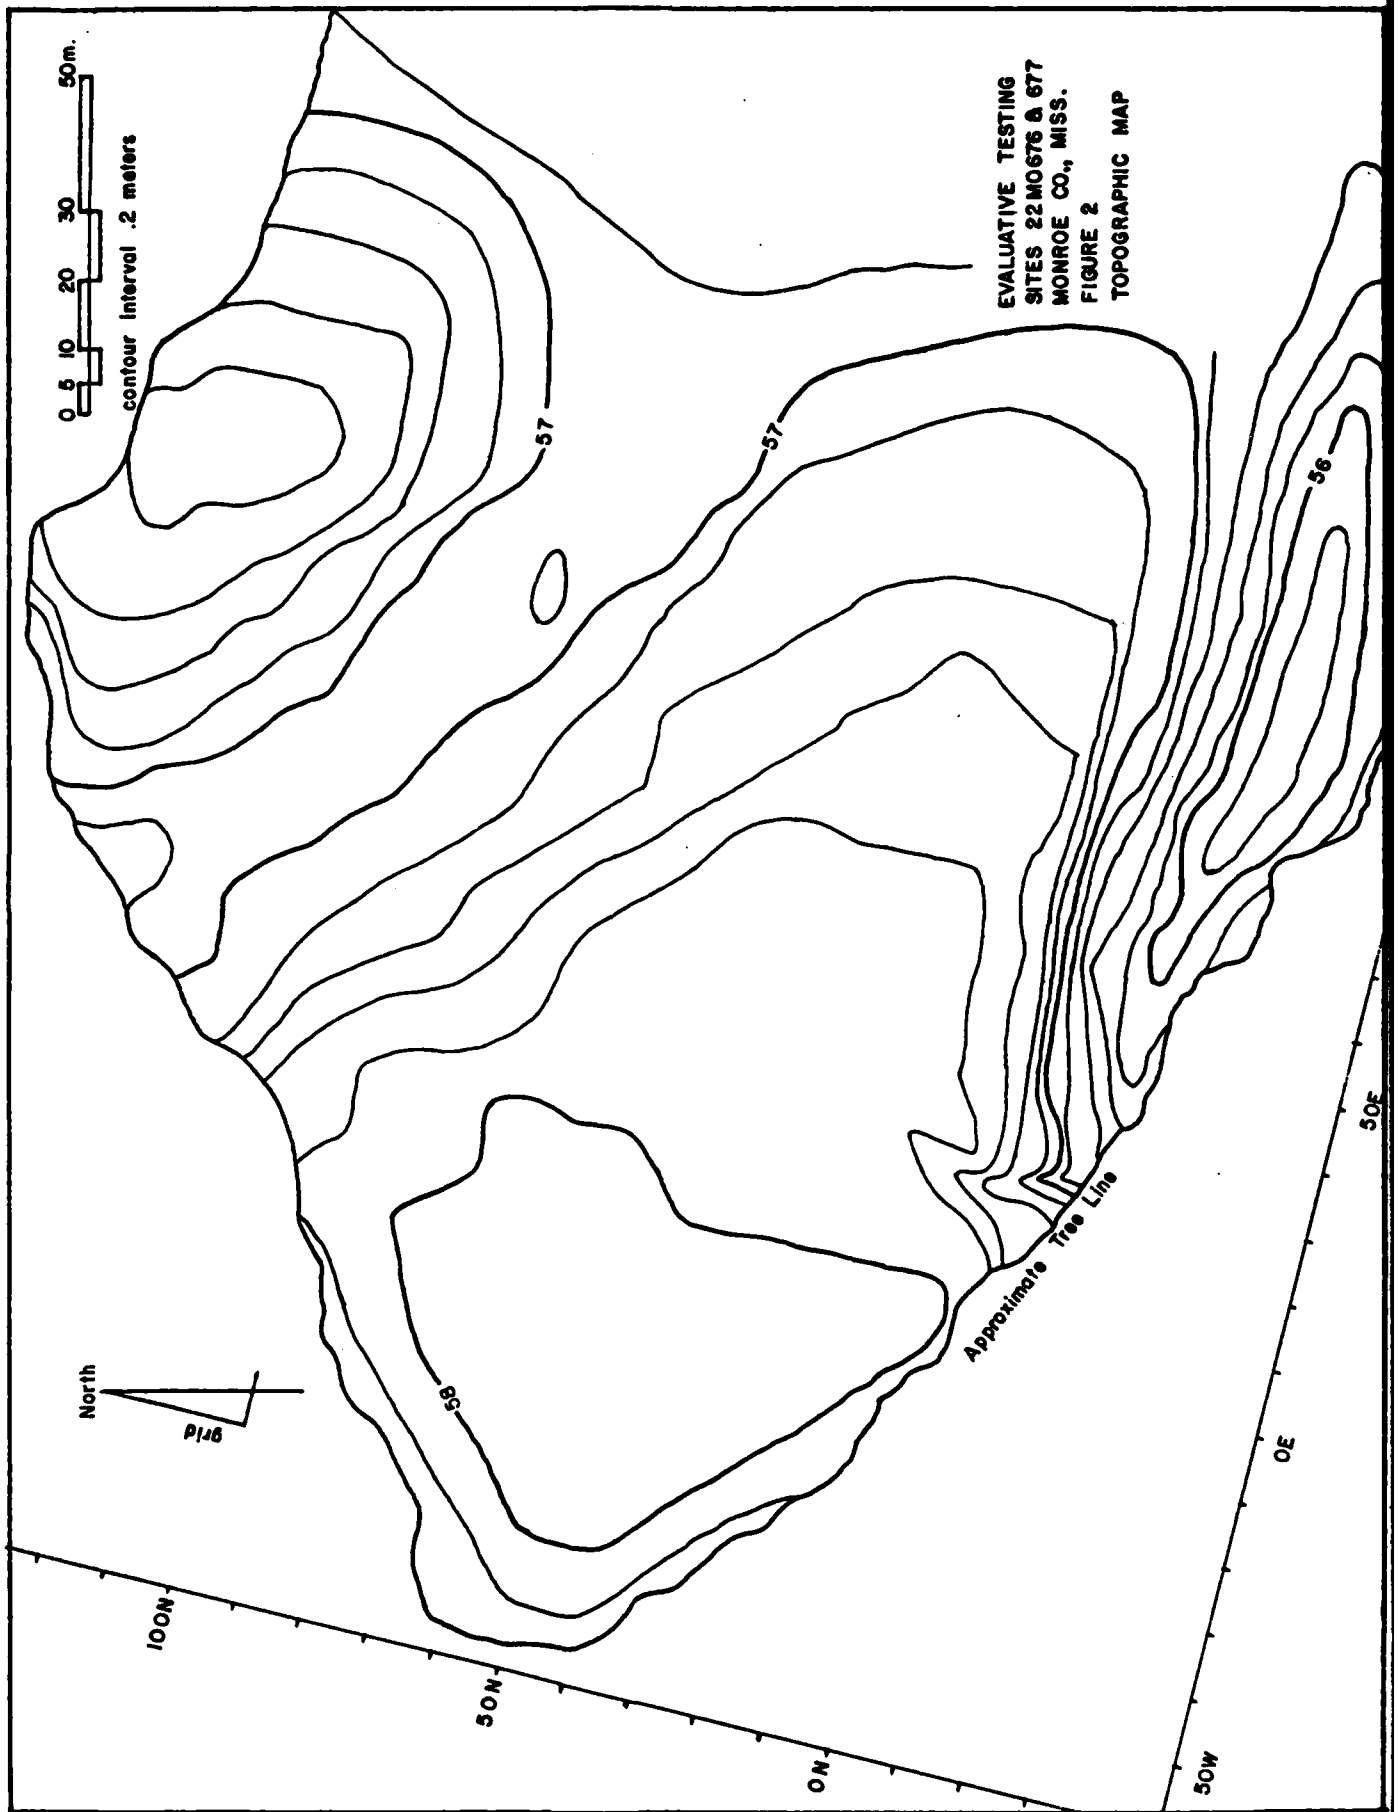 0 5 10 20 30 50m.
contour interval .2 meters
North
grid
57
57
58
56
EVALUATIVE TESTING
SITES 22MO676 & 677
MONROE CO., MISS.
FIGURE 2
TOPOGRAPHIC MAP
Approximate Tree Line
100N
50N
0N
50W
0E
50E